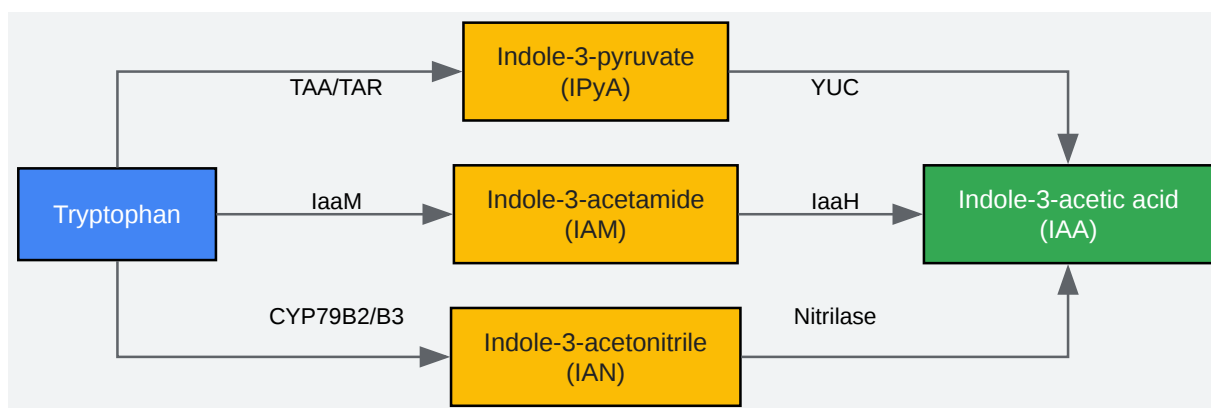 Indole-3-pyruvate
(IPyA)
TAA/TAR
YUC
Tryptophan
IaaM
Indole-3-acetamide
(IAM)
IaaH
Indole-3-acetic acid
(IAA)
CYP79B2/B3
Indole-3-acetonitrile
(IAN)
Nitrilase